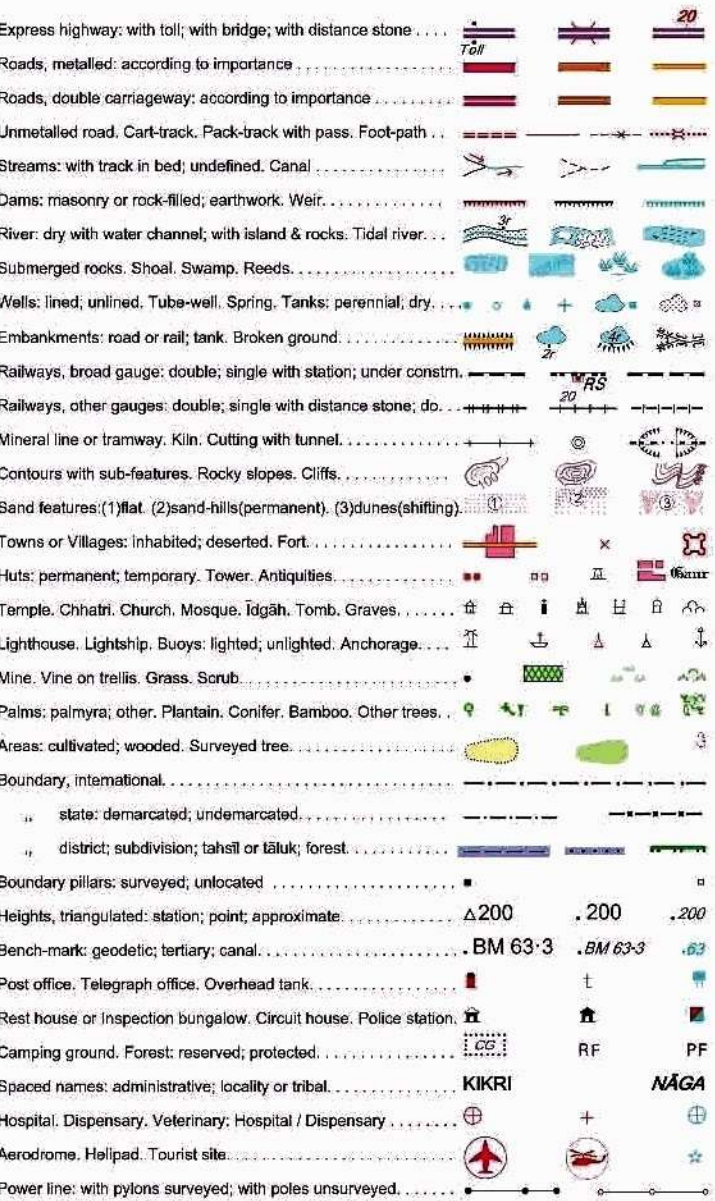 Express highway: with toll; with bridge; with distance stone . . . . 20
Toll
Roads, metalled: according to importance . . . . . . . . . . . . . . . .
Roads, double carriageway: according to importance . . . . . . . . .
Unmetalled road. Cart-track. Pack-track with pass. Foot-path . .
Streams: with track in bed; undefined. Canal . . . . . . . . . . . . . .
Dams: masonry or rock-filled; earthwork. Weir. . . . . . . . . . . . . .
River: dry with water channel; with island & rocks. Tidal river. . . 3r
Submerged rocks. Shoal. Swamp. Reeds. . . . . . . . . . . . . . . . . .
Wells: lined; unlined. Tube-well. Spring. Tanks: perennial; dry. . .
Embankments: road or rail; tank. Broken ground. . . . . . . . . . . . 2r 4r
Railways, broad gauge: double; single with station; under constrn. RS
Railways, other gauges: double; single with distance stone; do. . . 20
Mineral line or tramway. Kiln. Cutting with tunnel. . . . . . . . . . . .
Contours with sub-features. Rocky slopes. Cliffs. . . . . . . . . . . . .
Sand features:(1)flat. (2)sand-hills(permanent). (3)dunes(shifting). 1 2 3
Towns or Villages: inhabited; deserted. Fort. . . . . . . . . . . . . . . .
Huts: permanent; temporary. Tower. Antiquities. . . . . . . . . . . . .
Temple. Chhatri. Church. Mosque. Īdgāh. Tomb. Graves. . . . . . .
Lighthouse. Lightship. Buoys: lighted; unlighted. Anchorage. . . .
Mine. Vine on trellis. Grass. Scrub. . . . . . . . . . . . . . . . . . . . . .
Palms: palmyra; other. Plantain. Conifer. Bamboo. Other trees. .
Areas: cultivated; wooded. Surveyed tree. . . . . . . . . . . . . . . . .
Boundary, international. . . . . . . . . . . . . . . . . . . . . . . . . . . . .
,, state: demarcated; undemarcated. . . . . . . . . . . . . . . .
,, district; subdivision; tahsīl or tāluk; forest. . . . . . . . . . .
Boundary pillars: surveyed; unlocated . . . . . . . . . . . . . . . . . .
Heights, triangulated: station; point; approximate. . . . . . . . . . . △200 .200 .200
Bench-mark: geodetic; tertiary; canal. . . . . . . . . . . . . . . . . . . .BM 63·3 .BM 63·3 .63
Post office. Telegraph office. Overhead tank. . . . . . . . . . . . . . .
Rest house or Inspection bungalow. Circuit house. Police station.
Camping ground. Forest: reserved; protected. . . . . . . . . . . . . . CG RF PF
Spaced names: administrative; locality or tribal. . . . . . . . . . . . . KIKRI NĀGA
Hospital. Dispensary. Veterinary: Hospital / Dispensary . . . . . . . .
Aerodrome. Helipad. Tourist site. . . . . . . . . . . . . . . . . . . . . . .
Power line: with pylons surveyed; with poles unsurveyed. . . . . . .